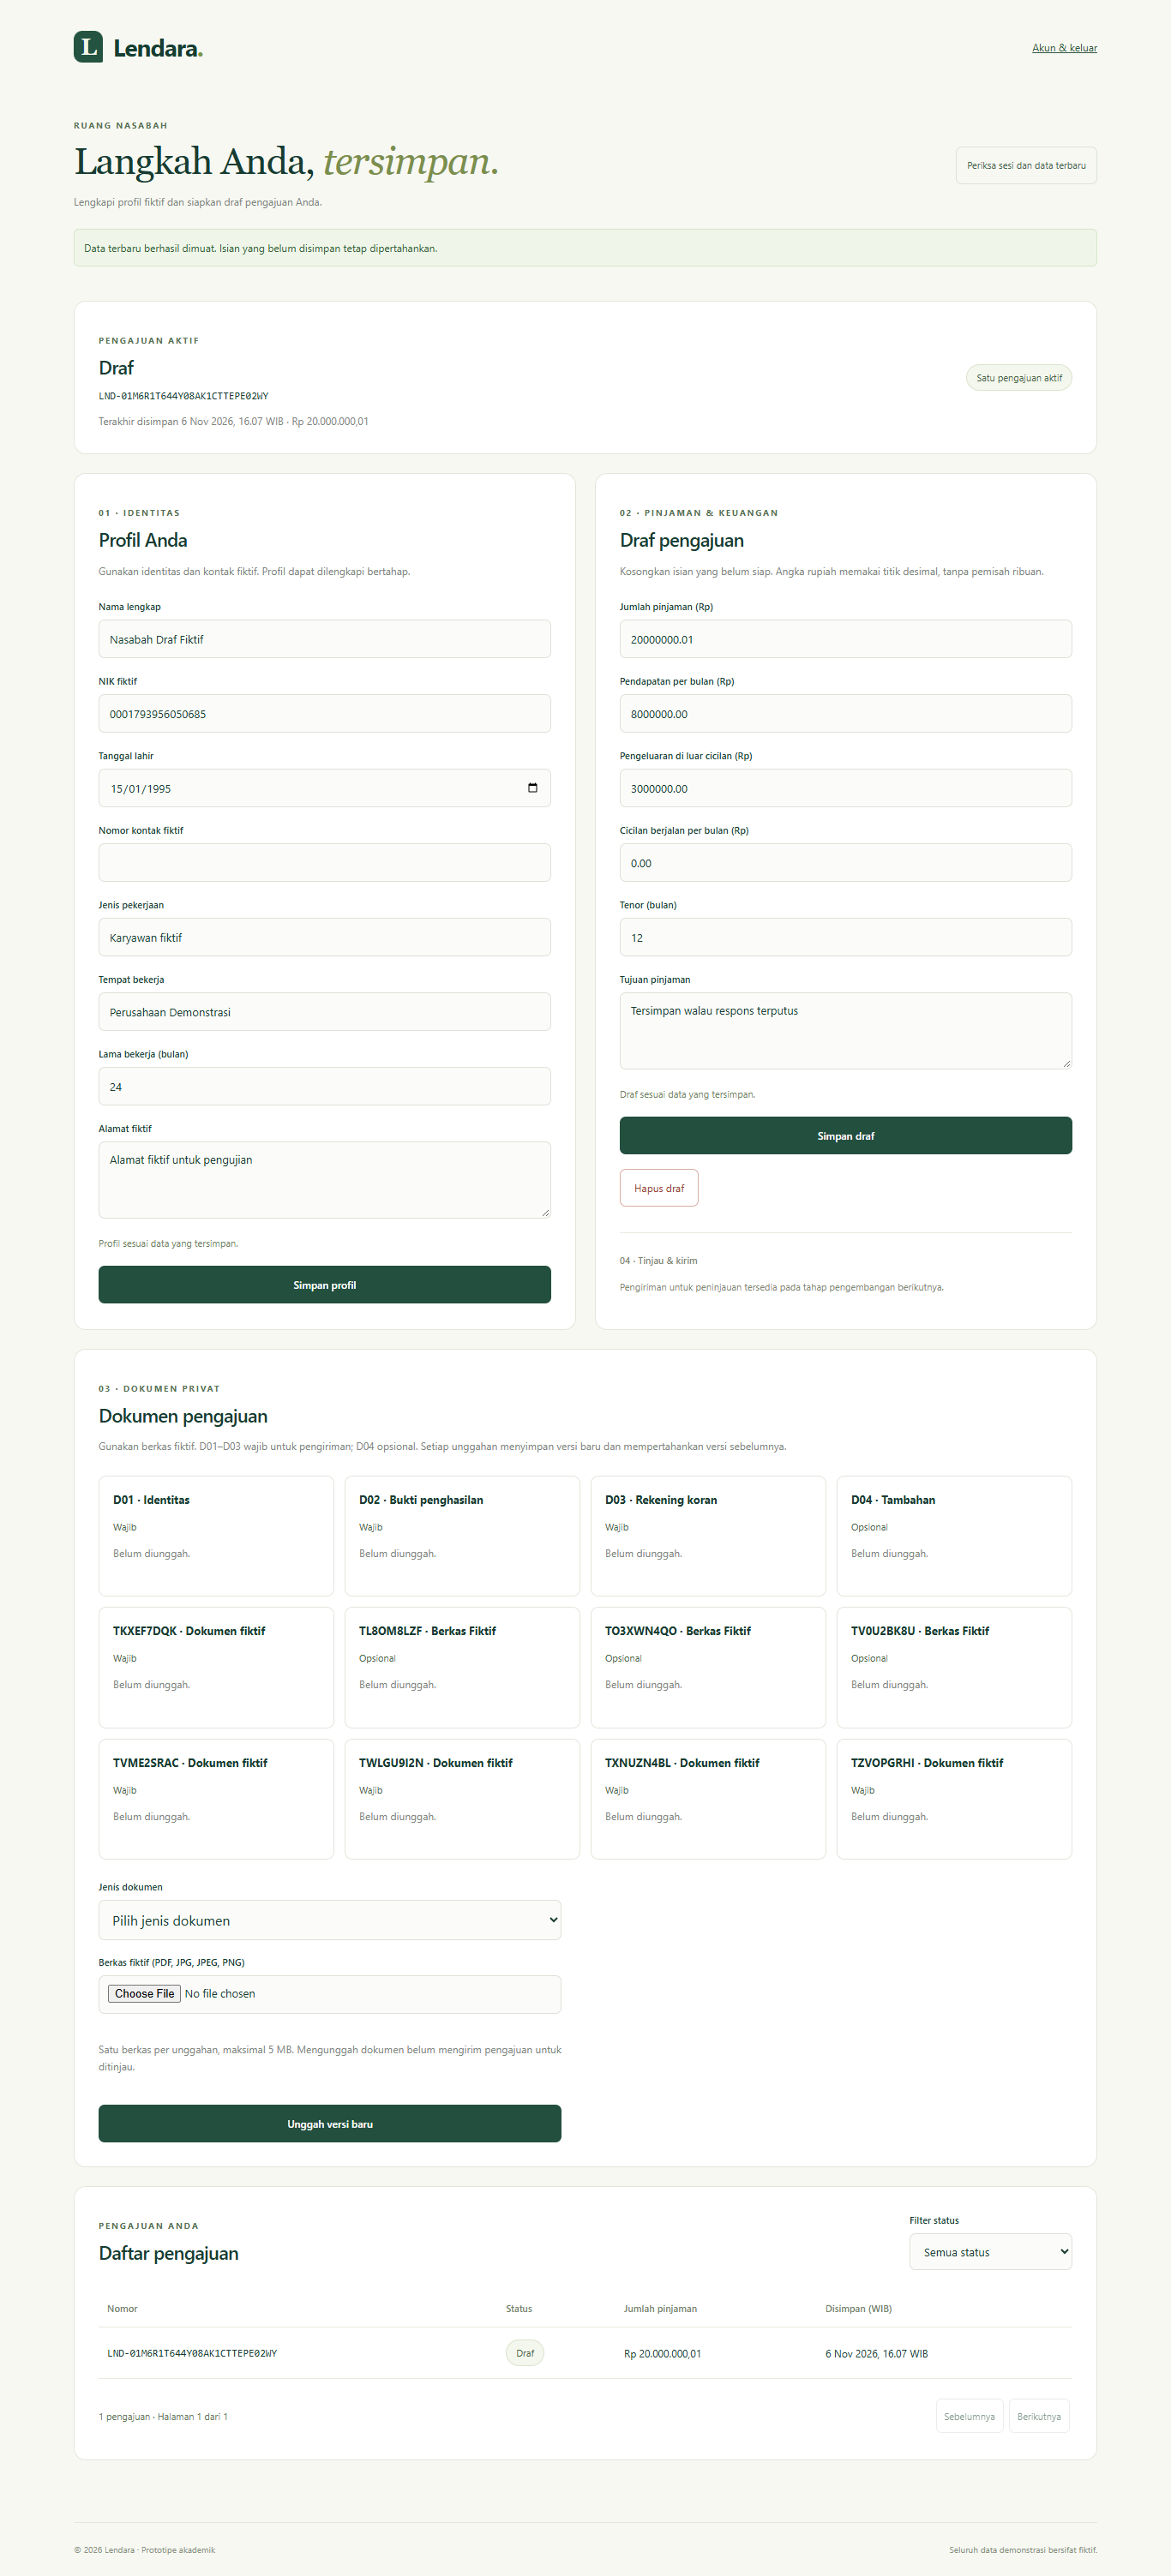 L Lendara.
Akun & keluar
RUANG NASABAH
Langkah Anda, tersimpan.
Periksa sesi dan data terbaru
Lengkapi profil fiktif dan siapkan draf pengajuan Anda.
Data terbaru berhasil dimuat. Isian yang belum disimpan tetap dipertahankan.
PENGAJUAN AKTIF
Draf
Satu pengajuan aktif
LND-01M6R1T644Y08AK1CTTEPE02WY
Terakhir disimpan 6 Nov 2026, 16.07 WIB · Rp 20.000.000,01
01 · IDENTITAS
Profil Anda
Gunakan identitas dan kontak fiktif. Profil dapat dilengkapi bertahap.
Nama lengkap
Nasabah Draf Fiktif
NIK fiktif
0001793956050685
Tanggal lahir
15/01/1995
Nomor kontak fiktif
Jenis pekerjaan
Karyawan fiktif
Tempat bekerja
Perusahaan Demonstrasi
Lama bekerja (bulan)
24
Alamat fiktif
Alamat fiktif untuk pengujian
Profil sesuai data yang tersimpan.
Simpan profil
02 · PINJAMAN & KEUANGAN
Draf pengajuan
Kosongkan isian yang belum siap. Angka rupiah memakai titik desimal, tanpa pemisah ribuan.
Jumlah pinjaman (Rp)
20000000.01
Pendapatan per bulan (Rp)
8000000.00
Pengeluaran di luar cicilan (Rp)
3000000.00
Cicilan berjalan per bulan (Rp)
0.00
Tenor (bulan)
12
Tujuan pinjaman
Tersimpan walau respons terputus
Draf sesuai data yang tersimpan.
Simpan draf
Hapus draf
04 · Tinjau & kirim
Pengiriman untuk peninjauan tersedia pada tahap pengembangan berikutnya.
03 · DOKUMEN PRIVAT
Dokumen pengajuan
Gunakan berkas fiktif. D01–D03 wajib untuk pengiriman; D04 opsional. Setiap unggahan menyimpan versi baru dan mempertahankan versi sebelumnya.
D01 · Identitas
Wajib
Belum diunggah.
D02 · Bukti penghasilan
Wajib
Belum diunggah.
D03 · Rekening koran
Wajib
Belum diunggah.
D04 · Tambahan
Opsional
Belum diunggah.
TKXEF7DQK · Dokumen fiktif
Wajib
Belum diunggah.
TL8OM8LZF · Berkas Fiktif
Opsional
Belum diunggah.
TO3XWN4QO · Berkas Fiktif
Opsional
Belum diunggah.
TV0U2BK8U · Berkas Fiktif
Opsional
Belum diunggah.
TVME2SRAC · Dokumen fiktif
Wajib
Belum diunggah.
TWLGU9I2N · Dokumen fiktif
Wajib
Belum diunggah.
TXNUZN4BL · Dokumen fiktif
Wajib
Belum diunggah.
TZVOPGRHI · Dokumen fiktif
Wajib
Belum diunggah.
Jenis dokumen
Pilih jenis dokumen
Berkas fiktif (PDF, JPG, JPEG, PNG)
Choose File No file chosen
Satu berkas per unggahan, maksimal 5 MB. Mengunggah dokumen belum mengirim pengajuan untuk
ditinjau.
Unggah versi baru
PENGAJUAN ANDA
Daftar pengajuan
Filter status
Semua status
Nomor Status Jumlah pinjaman Disimpan (WIB)
LND-01M6R1T644Y08AK1CTTEPE02WY Draf Rp 20.000.000,01 6 Nov 2026, 16.07 WIB
1 pengajuan · Halaman 1 dari 1
Sebelumnya Berikutnya
© 2026 Lendara · Prototipe akademik
Seluruh data demonstrasi bersifat fiktif.